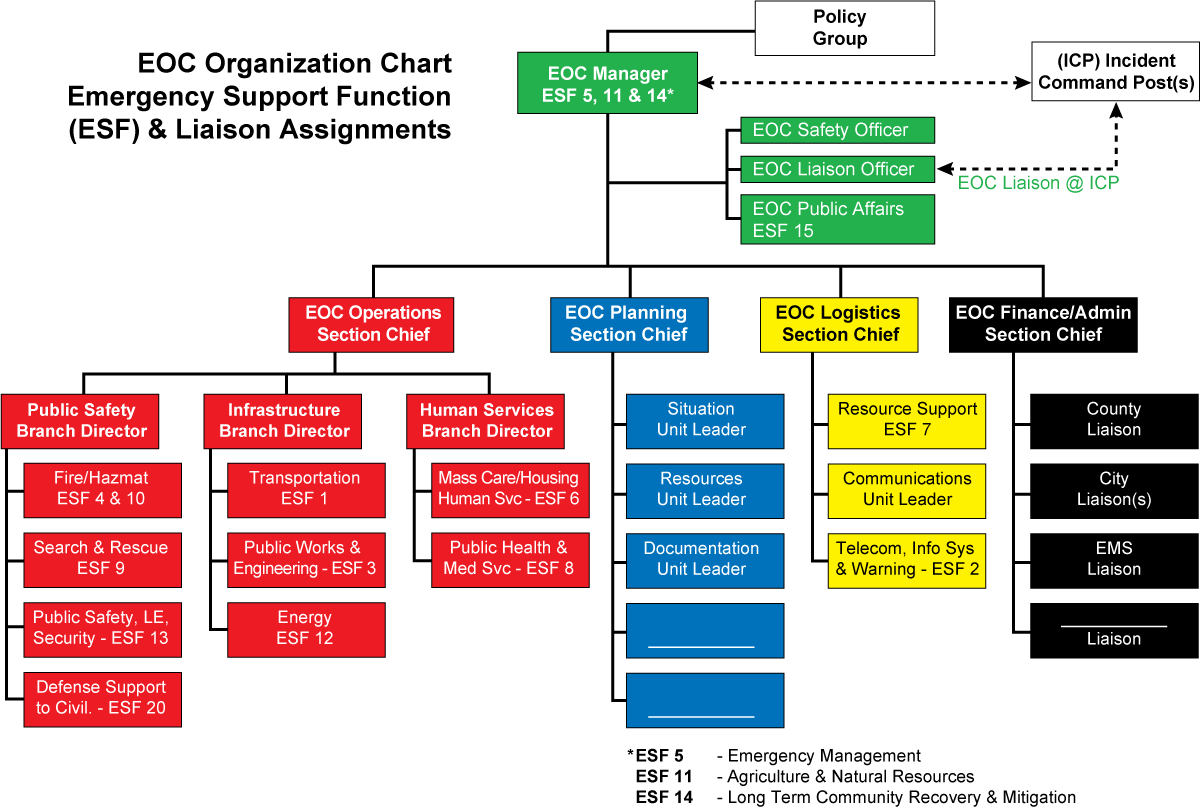 EOC Organization Chart
Emergency Support Function
(ESF) & Liaison Assignments
Policy
Group
EOC Manager
ESF 5, 11 & 14*
(ICP) Incident
Command Post(s)
EOC Safety Officer
EOC Liaison Officer
EOC Liaison @ ICP
EOC Public Affairs
ESF 15
EOC Operations
Section Chief
EOC Planning
Section Chief
EOC Logistics
Section Chief
EOC Finance/Admin
Section Chief
Public Safety
Branch Director
Fire/Hazmat
ESF 4 & 10
Search & Rescue
ESF 9
Public Safety, LE,
Security - ESF 13
Defense Support
to Civil. - ESF 20
Infrastructure
Branch Director
Transportation
ESF 1
Public Works &
Engineering - ESF 3
Energy
ESF 12
Human Services
Branch Director
Mass Care/Housing
Human Svc - ESF 6
Public Health &
Med Svc - ESF 8
Situation
Unit Leader
Resources
Unit Leader
Documentation
Unit Leader
Resource Support
ESF 7
Communications
Unit Leader
Telecom, Info Sys
& Warning - ESF 2
County
Liaison
City
Liaison(s)
EMS
Liaison
Liaison
*ESF 5 - Emergency Management
ESF 11 - Agriculture & Natural Resources
ESF 14 - Long Term Community Recovery & Mitigation